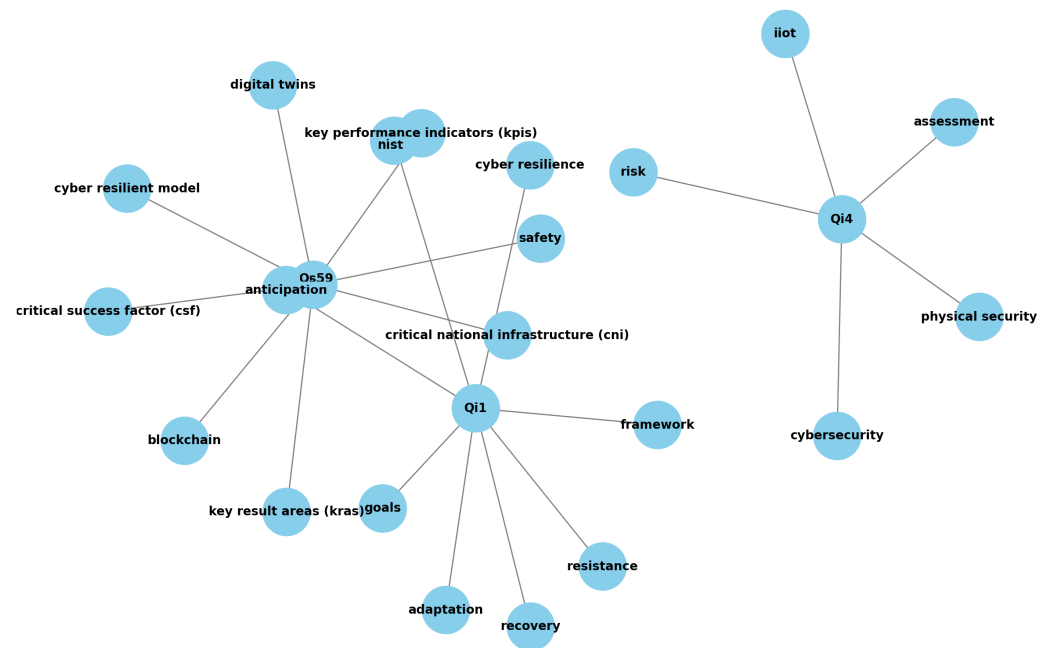 iiot
digital twins
assessment
key performance indicators (kpis)
nist
cyber resilience
risk
cyber resilient model
Qi4
safety
Qs59
anticipation
critical success factor (csf)
physical security
critical national infrastructure (cni)
Qi1
framework
cybersecurity
blockchain
key result areas (kras)
goals
resistance
adaptation
recovery